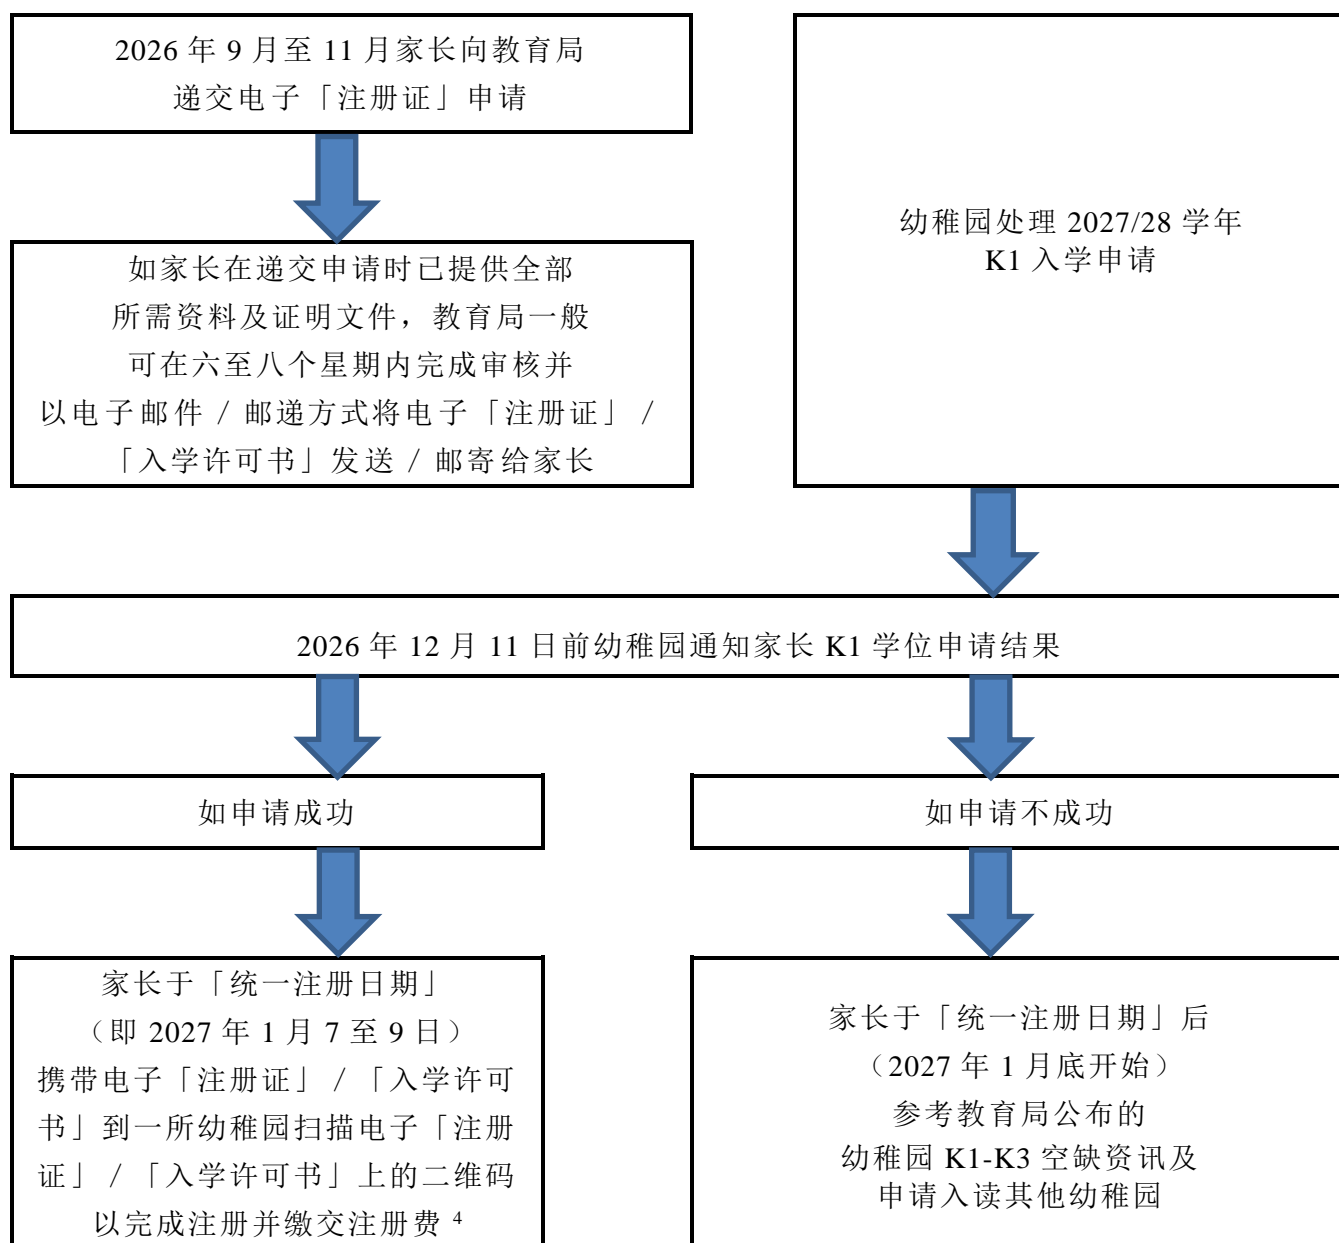 2026 年 9 月至 11 月家长向教育局
递交电子「注册证」申请
如家长在递交申请时已提供全部
所需资料及证明文件，教育局一般
可在六至八个星期内完成审核并
以电子邮件 / 邮递方式将电子「注册证」 /
「入学许可书」发送 / 邮寄给家长
幼稚园处理 2027/28 学年
K1 入学申请
2026 年 12 月 11 日前幼稚园通知家长 K1 学位申请结果
如申请成功
如申请不成功
家长于「统一注册日期」
（即 2027 年 1 月 7 至 9 日）
携带电子「注册证」 / 「入学许可
书」到一所幼稚园扫描电子「注册
证」 / 「入学许可书」上的二维码
以完成注册并缴交注册费 4
家长于「统一注册日期」后
（2027 年 1 月底开始）
参考教育局公布的
幼稚园 K1-K3 空缺资讯及
申请入读其他幼稚园